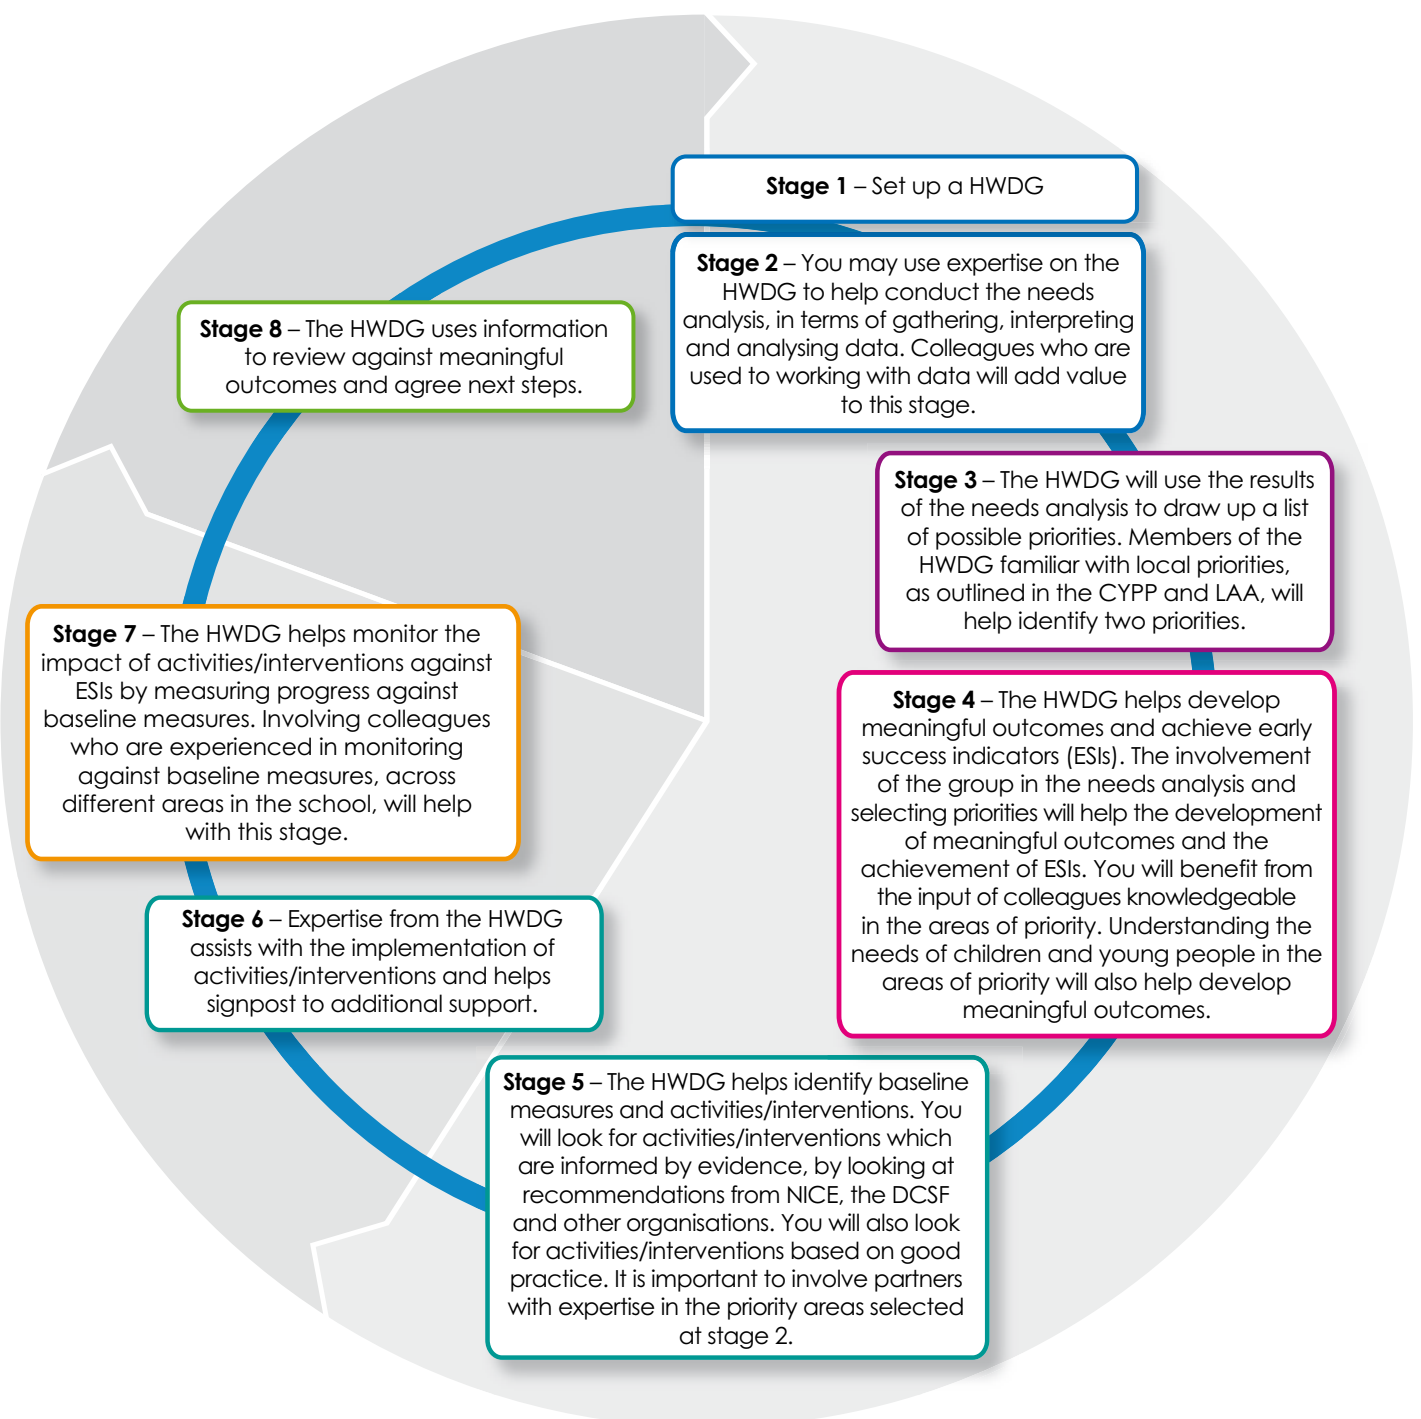 Stage 1 – Set up a HWDG
Stage 2 – You may use expertise on the
HWDG to help conduct the needs
analysis, in terms of gathering, interpreting
and analysing data. Colleagues who are
used to working with data will add value
to this stage.
Stage 3 – The HWDG will use the results
of the needs analysis to draw up a list
of possible priorities. Members of the
HWDG familiar with local priorities,
as outlined in the CYPP and LAA, will
help identify two priorities.
Stage 4 – The HWDG helps develop
meaningful outcomes and achieve early
success indicators (ESIs). The involvement
of the group in the needs analysis and
selecting priorities will help the development
of meaningful outcomes and the
achievement of ESIs. You will benefit from
the input of colleagues knowledgeable
in the areas of priority. Understanding the
needs of children and young people in the
areas of priority will also help develop
meaningful outcomes.
Stage 5 – The HWDG helps identify baseline
measures and activities/interventions. You
will look for activities/interventions which
are informed by evidence, by looking at
recommendations from NICE, the DCSF
and other organisations. You will also look
for activities/interventions based on good
practice. It is important to involve partners
with expertise in the priority areas selected
at stage 2.
Stage 6 – Expertise from the HWDG
assists with the implementation of
activities/interventions and helps
signpost to additional support.
Stage 7 – The HWDG helps monitor the
impact of activities/interventions against
ESIs by measuring progress against
baseline measures. Involving colleagues
who are experienced in monitoring
against baseline measures, across
different areas in the school, will help
with this stage.
Stage 8 – The HWDG uses information
to review against meaningful
outcomes and agree next steps.